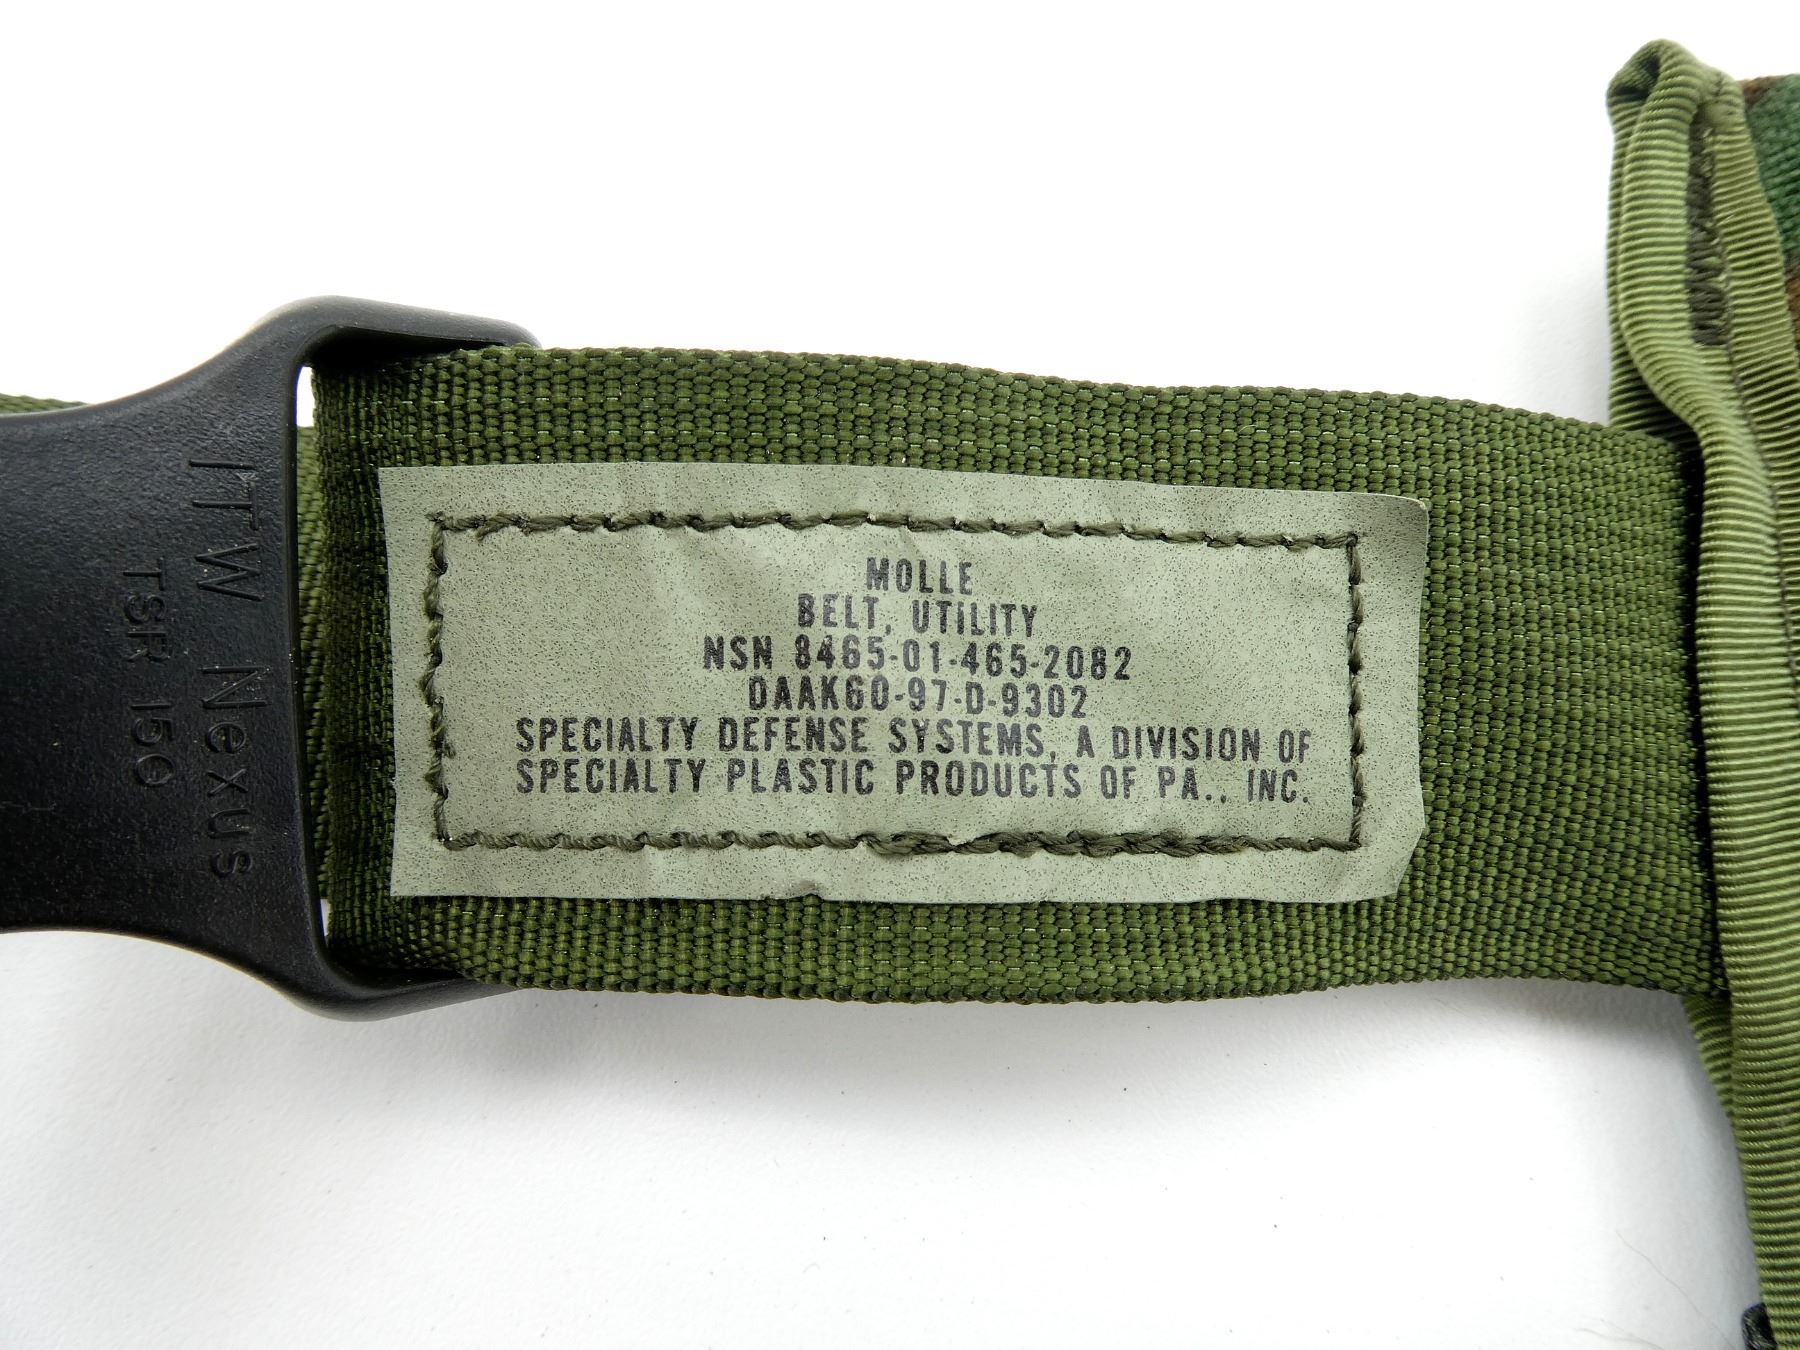 ITW Nexus
TSR 150
MOLLE
BELT, UTILITY
NSN 8465-01-465-2082
DAAK60-97-D-9302
SPECIALTY DEFENSE SYSTEMS, A DIVISION OF
SPECIALTY PLASTIC PRODUCTS OF PA., INC.